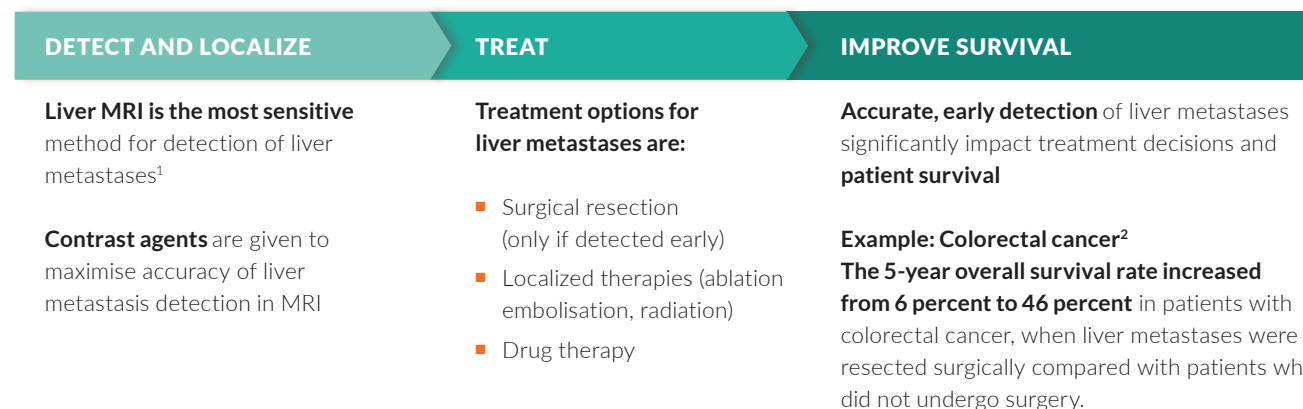 DETECT AND LOCALIZE
Liver MRI is the most sensitive
method for detection of liver
metastases1
Contrast agents are given to
maximise accuracy of liver
metastasis detection in MRI
TREAT
Treatment options for
liver metastases are:
Surgical resection
(only if detected early)
Localized therapies (ablation
embolisation, radiation)
Drug therapy
IMPROVE SURVIVAL
Accurate, early detection of liver metastases
significantly impact treatment decisions and
patient survival
Example: Colorectal cancer2
The 5-year overall survival rate increased
from 6 percent to 46 percent in patients with
colorectal cancer, when liver metastases were
resected surgically compared with patients wh
did not undergo surgery.